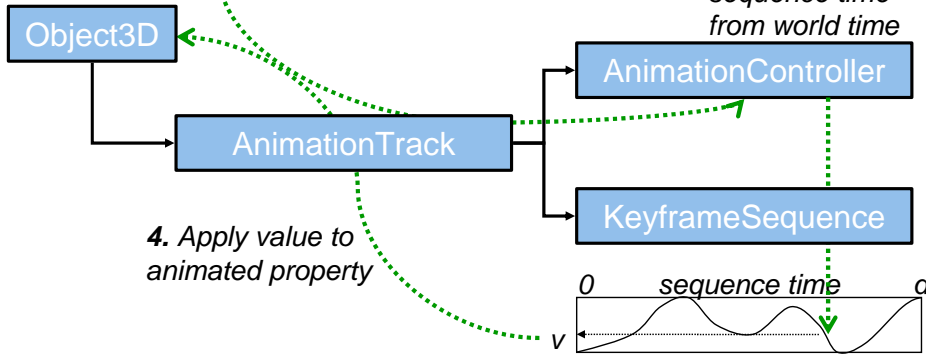 sequence time
from world time
Object3D
AnimationController
AnimationTrack
KeyframeSequence
4. Apply value to
animated property
0 sequence time d
v